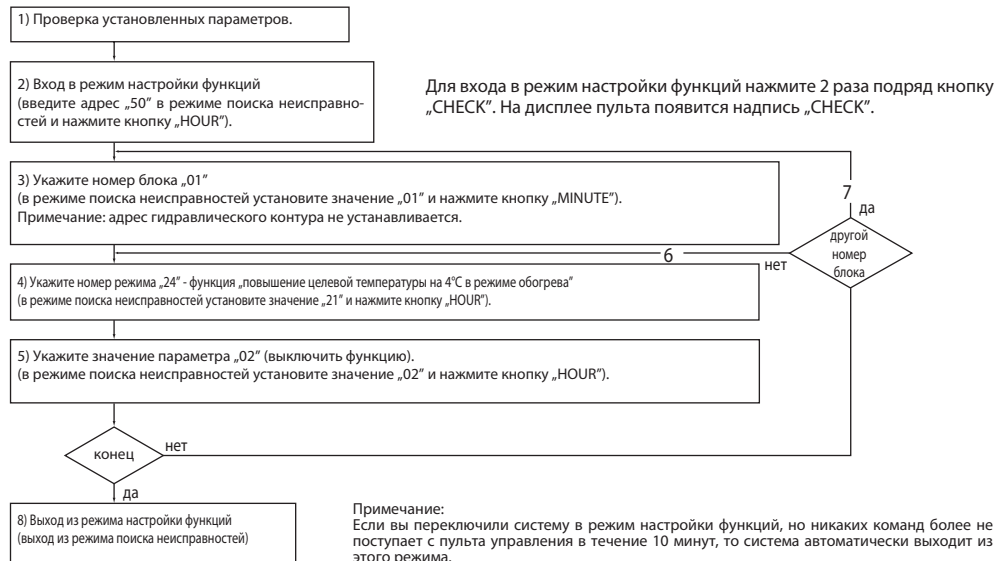 1) Проверка установленных параметров.
2) Вход в режим настройки функций
(введите адрес „50” в режиме поиска неисправно-
стей и нажмите кнопку „HOUR”).
Для входа в режим настройки функций нажмите 2 раза подряд кнопку
„CHECK”. На дисплее пульта появится надпись „CHECK”.
3) Укажите номер блока „01”
(в режиме поиска неисправностей установите значение „01” и нажмите кнопку „MINUTE”).
Примечание: адрес гидравлического контура не устанавливается.
7
да
другой
номер
блока
6
нет
4) Укажите номер режима „24” - функция „повышение целевой температуры на 4°С в режиме обогрева”
(в режиме поиска неисправностей установите значение „21” и нажмите кнопку „HOUR”).
5) Укажите значение параметра „02” (выключить функцию).
(в режиме поиска неисправностей установите значение „02” и нажмите кнопку „HOUR”).
конец
нет
да
8) Выход из режима настройки функций
(выход из режима поиска неисправностей)
Примечание:
Если вы переключили систему в режим настройки функций, но никаких команд более не
поступает с пульта управления в течение 10 минут, то система автоматически выходит из
этого режима.